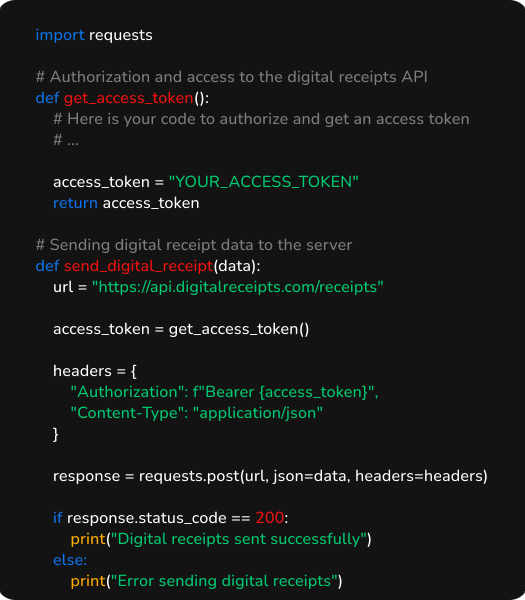 import requests

# Authorization and access to the digital receipts API
def get_access_token():
    # Here is your code to authorize and get an access token
    # ...

    access_token = "YOUR_ACCESS_TOKEN"
    return access_token

# Sending digital receipt data to the server
def send_digital_receipt(data):
    url = "https://api.digitalreceipts.com/receipts"

    access_token = get_access_token()

    headers = {
        "Authorization": f"Bearer {access_token}",
        "Content-Type": "application/json"
    }

    response = requests.post(url, json=data, headers=headers)

    if response.status_code == 200:
        print("Digital receipts sent successfully")
    else:
        print("Error sending digital receipts")